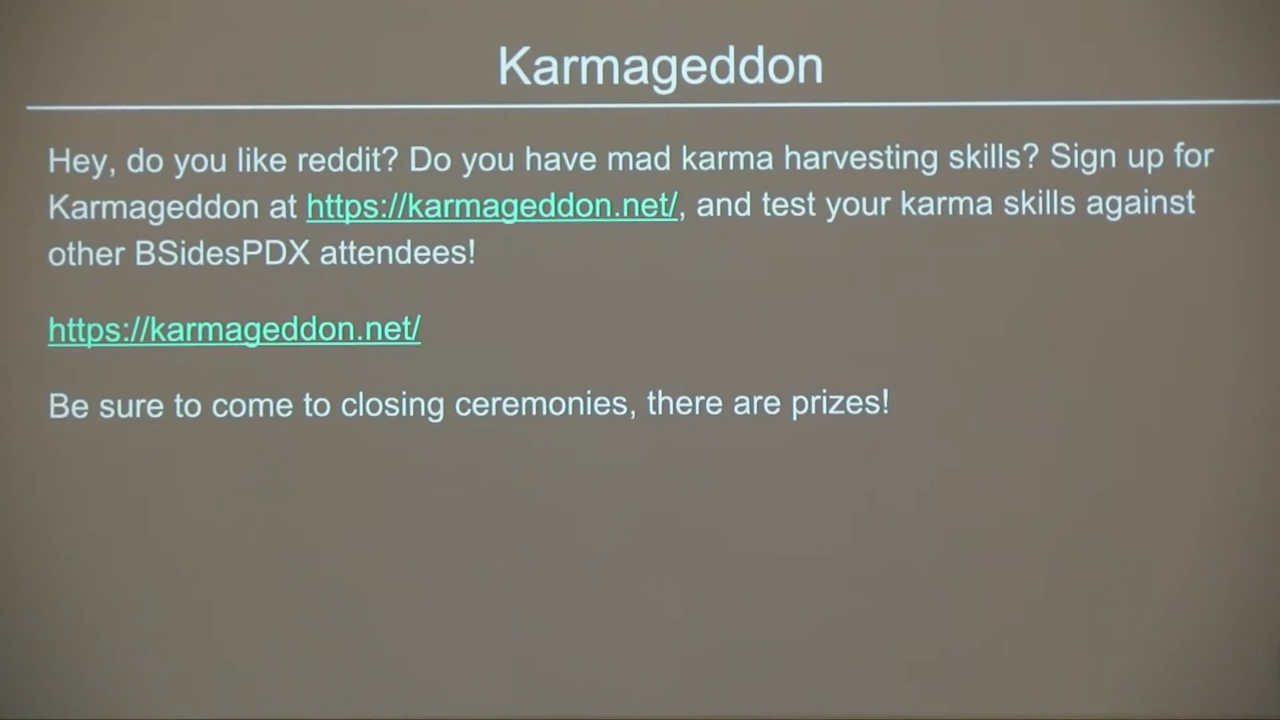 Karmageddon
Hey, do you like reddit? Do you have mad karma harvesting skills? Sign up for
Karmageddon at https://karmageddon.net/, and test your karma skills against
other BSidesPDX attendees!
https://karmageddon.net/
Be sure to come to closing ceremonies, there are prizes!